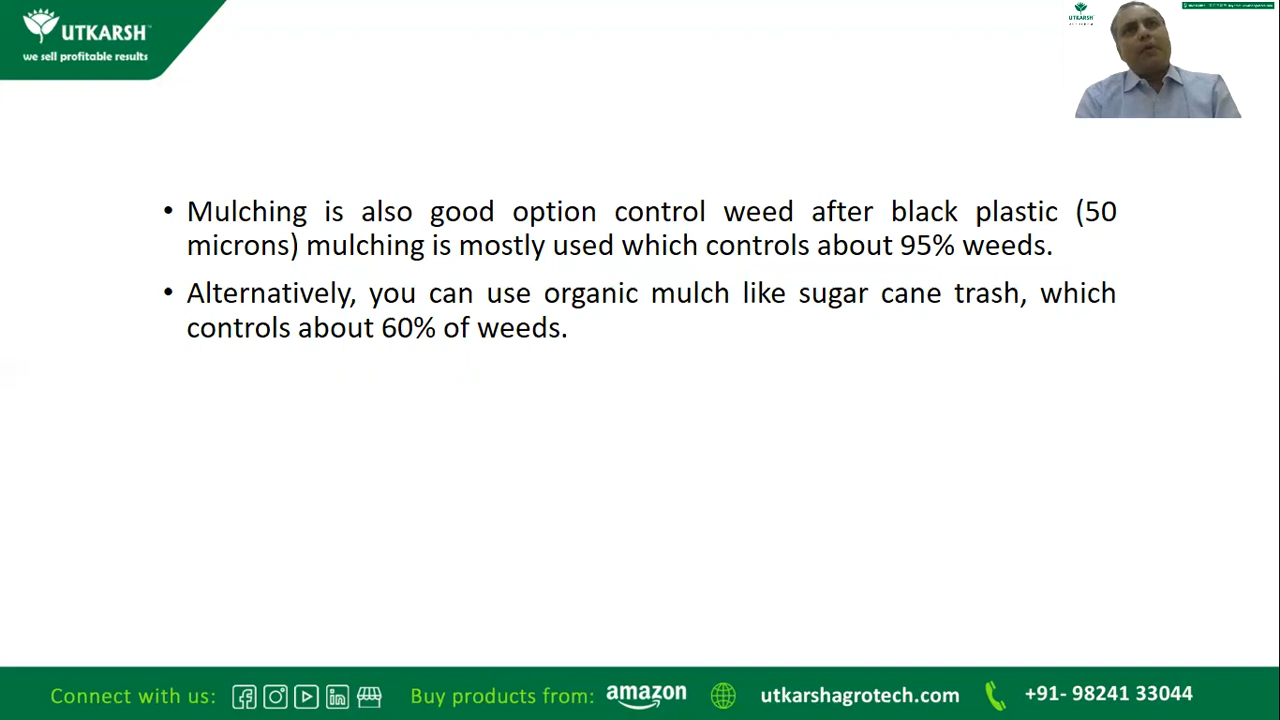 UTKARSH
we sell profitable results
UTKARSH
• Mulching is also good option control weed after black plastic (50
microns) mulching is mostly used which controls about 95% weeds.
• Alternatively, you can use organic mulch like sugar cane trash, which
controls about 60% of weeds.
Connect with us: Buy products from: amazon utkarshagrotech.com +91- 98241 33044